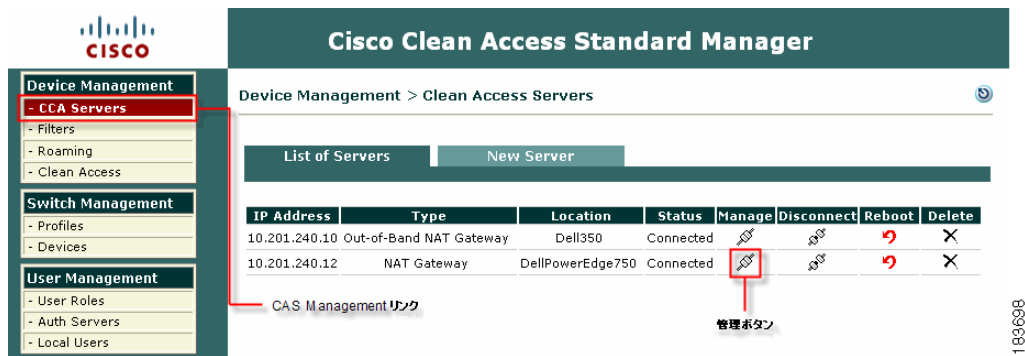 CISCO
Cisco Clean Access Standard Manager
Device Management
- CCA Servers
- Filters
- Roaming
- Clean Access
Switch Management
- Profiles
- Devices
User Management
- User Roles
- Auth Servers
- Local Users
Device Management > Clean Access Servers
List of Servers New Server
IP Address Type Location Status Manage Disconnect Reboot Delete
10.201.240.10 Out-of-Band NAT Gateway Dell350 Connected
10.201.240.12 NAT Gateway DellPowerEdge750 Connected
CAS Managementリンク
管理ボタン
183698